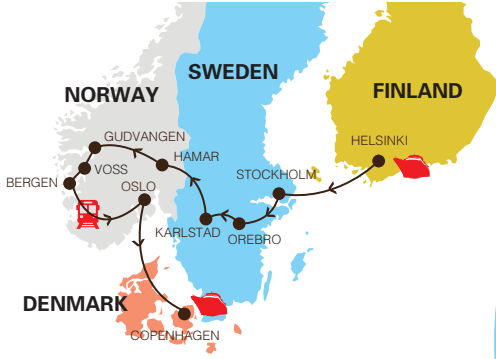 SWEDEN
NORWAY
FINLAND
GUDVANGEN
HELSINKI
HAMAR
VOSS
STOCKHOLM
BERGEN
OSLO
KARLSTAD
OREBRO
DENMARK
COPENHAGEN